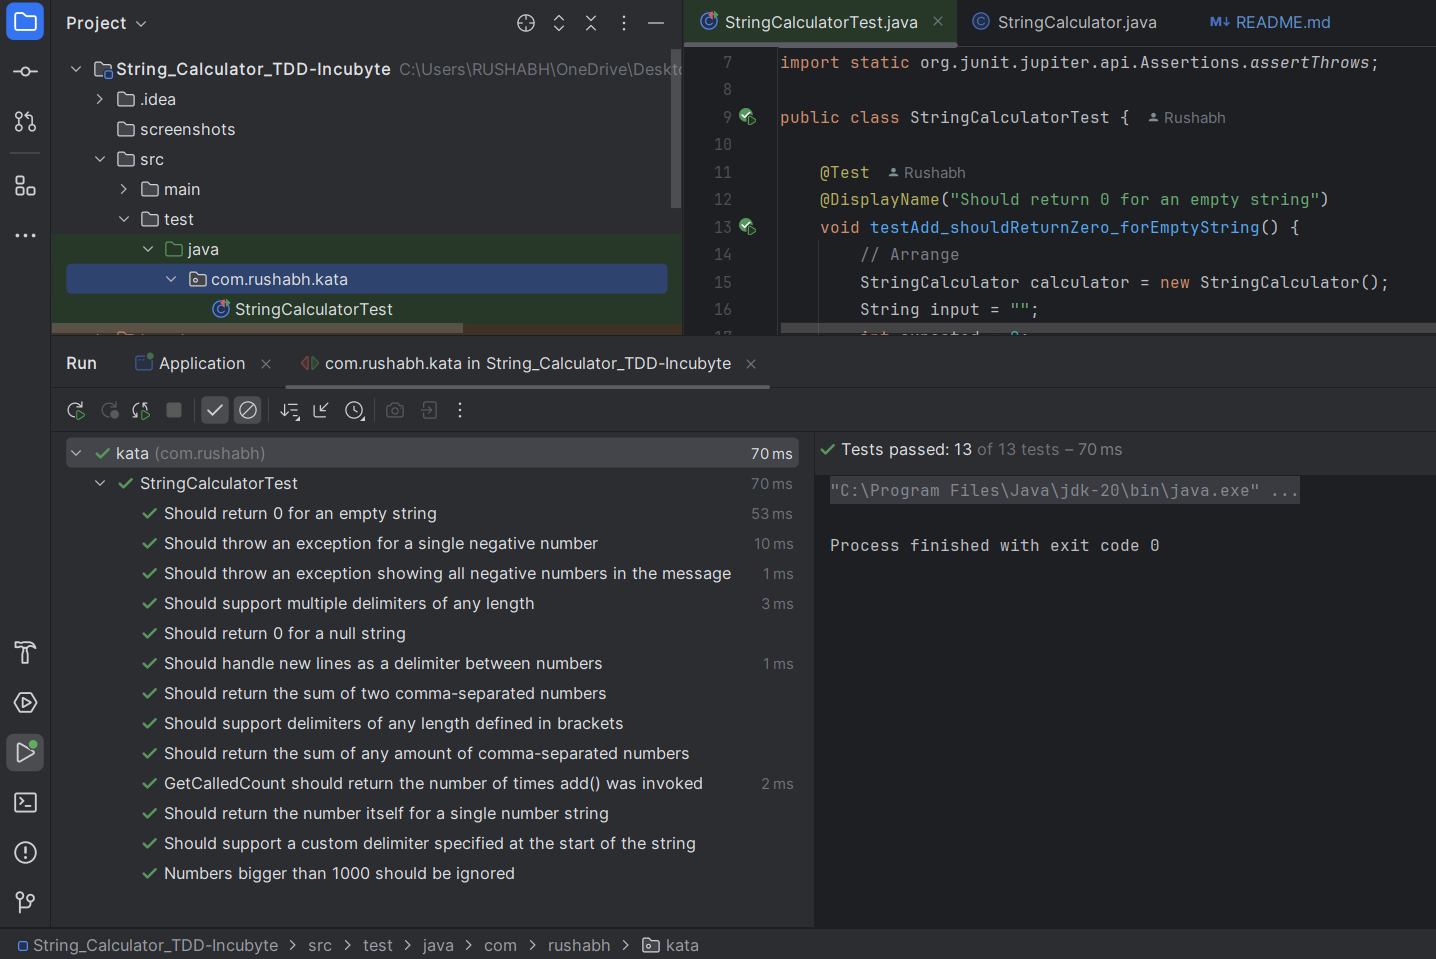 Project
String_Calculator_TDD-Incubyte C:\Users\RUSHABH\OneDrive\Deskto
.idea
screenshots
src
main
test
java
com.rushabh.kata
StringCalculatorTest
StringCalculatorTest.java StringCalculator.java M↓ README.md
7 import static org.junit.jupiter.api.Assertions.assertThrows;
8
9 public class StringCalculatorTest { Rushabh
10
11 @Test Rushabh
12 @DisplayName("Should return 0 for an empty string")
13 void testAdd_shouldReturnZero_forEmptyString() {
14 // Arrange
15 StringCalculator calculator = new StringCalculator();
16 String input = "";
17 int expected = 0;
Run Application com.rushabh.kata in String_Calculator_TDD-Incubyte
kata (com.rushabh) 70 ms
StringCalculatorTest 70 ms
Should return 0 for an empty string 53 ms
Should throw an exception for a single negative number 10 ms
Should throw an exception showing all negative numbers in the message 1 ms
Should support multiple delimiters of any length 3 ms
Should return 0 for a null string
Should handle new lines as a delimiter between numbers 1 ms
Should return the sum of two comma-separated numbers
Should support delimiters of any length defined in brackets
Should return the sum of any amount of comma-separated numbers
GetCalledCount should return the number of times add() was invoked 2 ms
Should return the number itself for a single number string
Should support a custom delimiter specified at the start of the string
Numbers bigger than 1000 should be ignored
Tests passed: 13 of 13 tests – 70 ms
"C:\Program Files\Java\jdk-20\bin\java.exe" ...
Process finished with exit code 0
String_Calculator_TDD-Incubyte > src > test > java > com > rushabh > kata